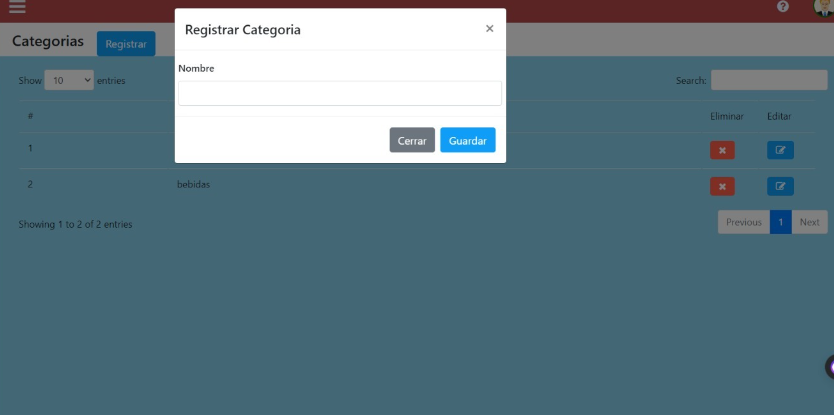 Registrar Categoria ×
Categorias Registrar
Nombre
Show 10 entries Search:
# Eliminar Editar
Cerrar Guardar
1
2 bebidas
Showing 1 to 2 of 2 entries Previous 1 Next